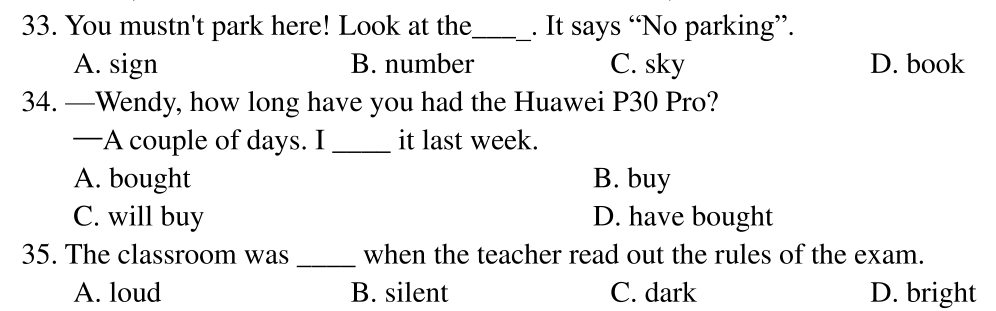 33. You mustn't park here! Look at the____. It says “No parking”.
A. sign B. number C. sky D. book
34. —Wendy, how long have you had the Huawei P30 Pro?
—A couple of days. I ____ it last week.
A. bought B. buy
C. will buy D. have bought
35. The classroom was ____ when the teacher read out the rules of the exam.
A. loud B. silent C. dark D. bright